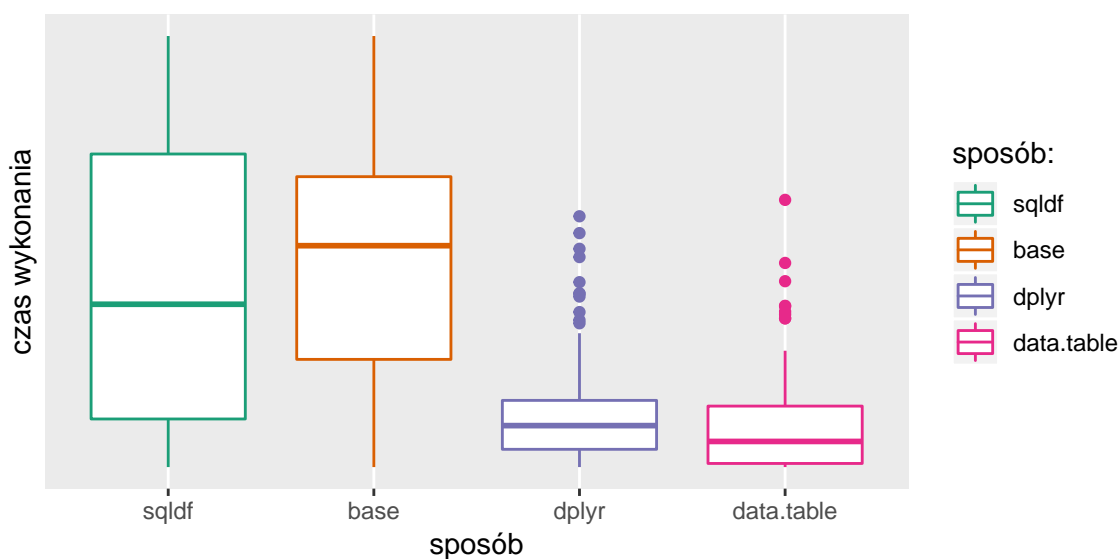 czas wykonania
sqldf
base
dplyr
data.table
sposób
sposób:
sqldf
base
dplyr
data.table